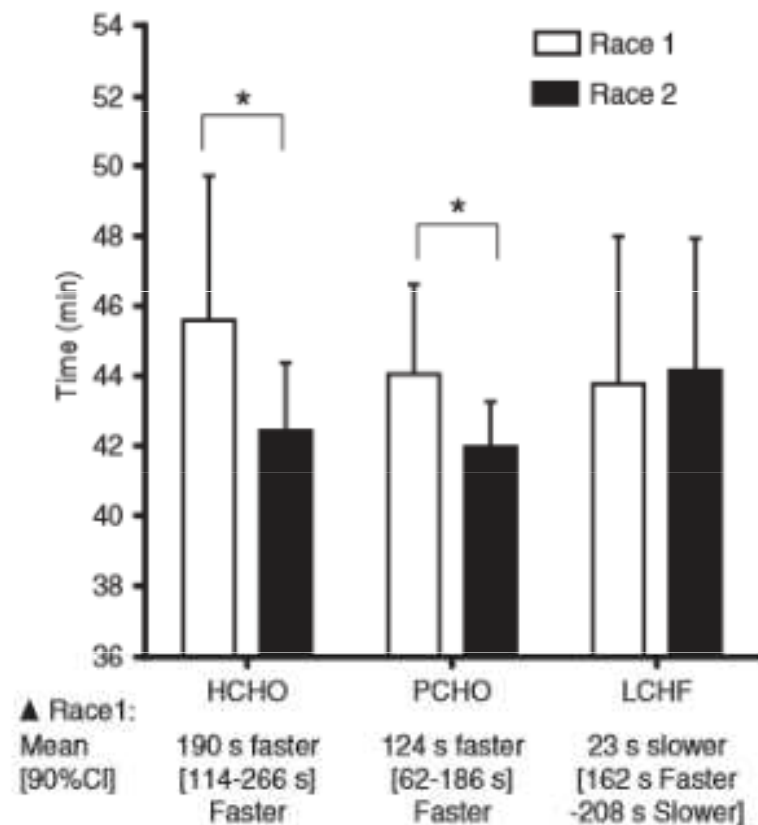 54
Race 1
Race 2
52
*
50
*
48
46
44
42
40
38
36
Time (min)
HCHO PCHO LCHF
▲ Race1:
Mean 190 s faster 124 s faster 23 s slower
[90%CI] [114-266 s] [62-186 s] [162 s Faster
Faster Faster -208 s Slower]